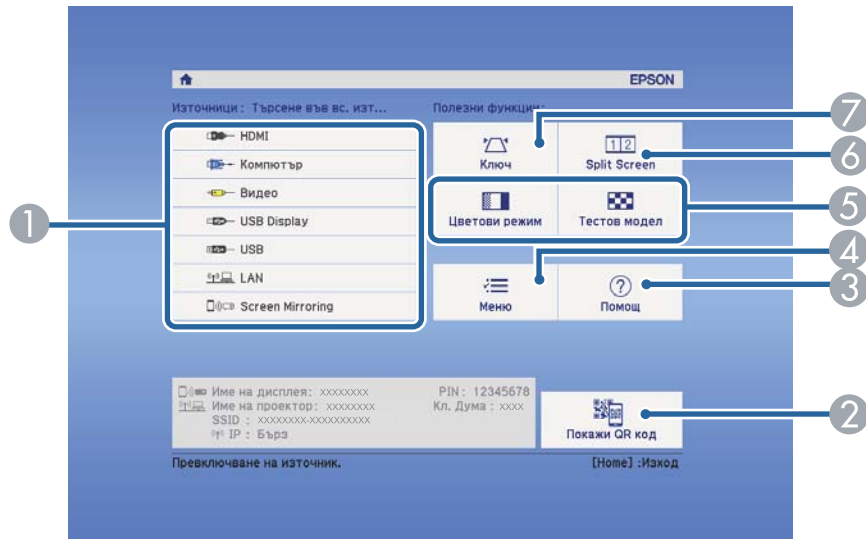 EPSON
Източници : Търсене във вс. изт...
HDMI
Компютър
Видео
USB Display
USB
LAN
Screen Mirroring
Полезни функции:
Ключ
1 2
Split Screen
Цветови режим
Тестов модел
Меню
?
Помощ
Име на дисплея: xxxxxxxx
Име на проектор: xxxxxxxx
SSID : xxxxxxxx-xxxxxxxxxx
IP : Бърз
PIN : 12345678
Кл. Дума : xxxx
Покажи QR код
Превключване на източник.
[Home] :Изход
7
6
5
4
3
2
1